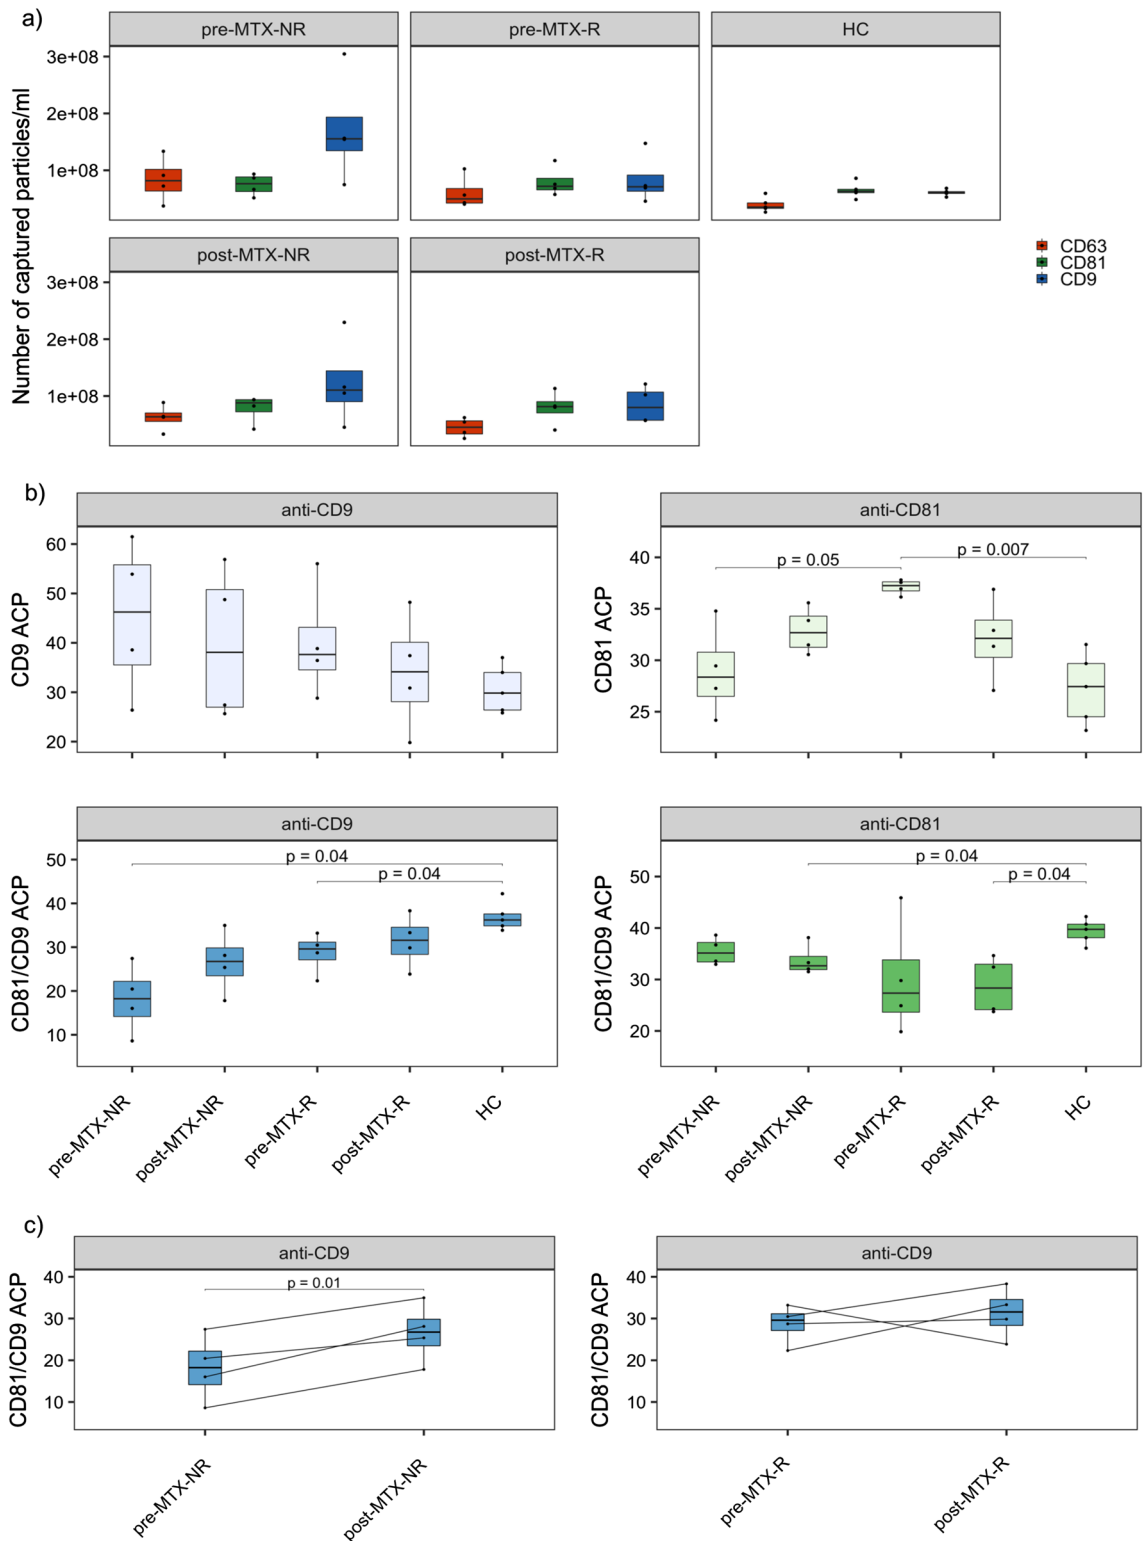 a)
pre-MTX-NR
pre-MTX-R
HC
Number of captured particles/ml
3e+08
2e+08
1e+08
post-MTX-NR
post-MTX-R
3e+08
2e+08
1e+08
CD63
CD81
CD9
b)
anti-CD9
CD9 ACP
60
50
40
30
20
anti-CD81
CD81 ACP
40
35
30
25
p = 0.05
p = 0.007
anti-CD9
CD81/CD9 ACP
50
40
30
20
10
p = 0.04
p = 0.04
pre-MTX-NR
post-MTX-NR
pre-MTX-R
post-MTX-R
HC
anti-CD81
CD81/CD9 ACP
50
40
30
20
p = 0.04
p = 0.04
pre-MTX-NR
post-MTX-NR
pre-MTX-R
post-MTX-R
HC
c)
anti-CD9
CD81/CD9 ACP
40
30
20
10
p = 0.01
pre-MTX-NR
post-MTX-NR
anti-CD9
CD81/CD9 ACP
40
30
20
10
pre-MTX-R
post-MTX-R